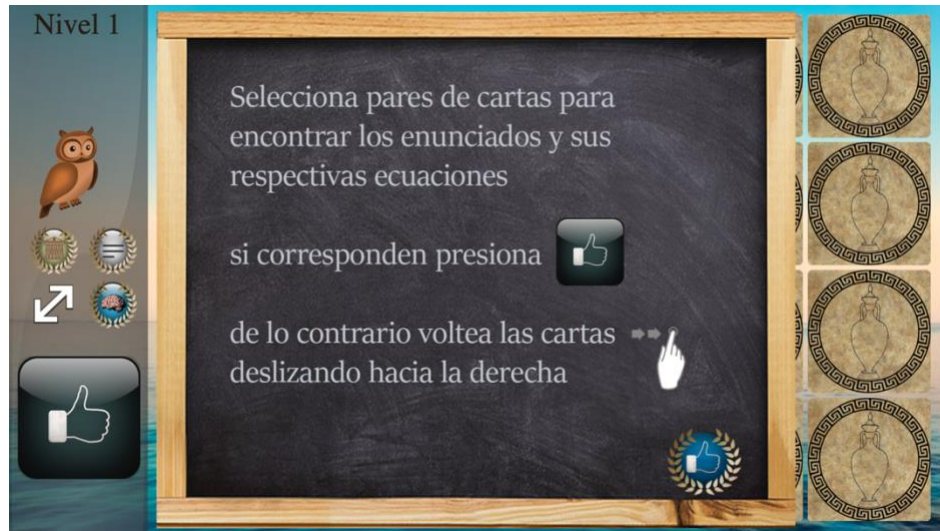 Nivel 1
Selecciona pares de cartas para
encontrar los enunciados y sus
respectivas ecuaciones
si corresponden presiona
de lo contrario voltea las cartas
deslizando hacia la derecha